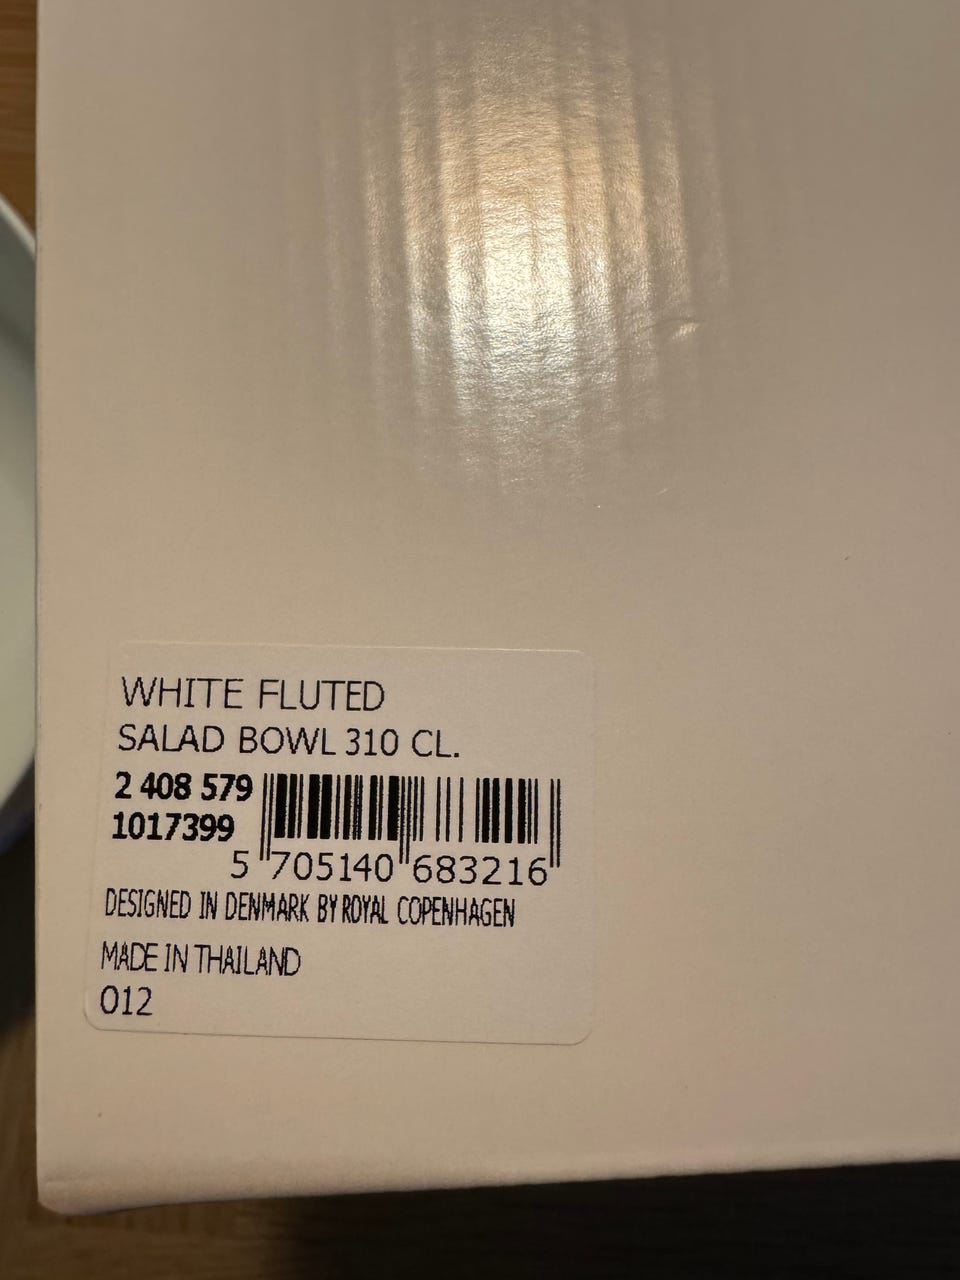 WHITE FLUTED
SALAD BOWL 310 CL.
2 408 579
1017399
5 705140 683216
DESIGNED IN DENMARK BY ROYAL COPENHAGEN
MADE IN THAILAND
012